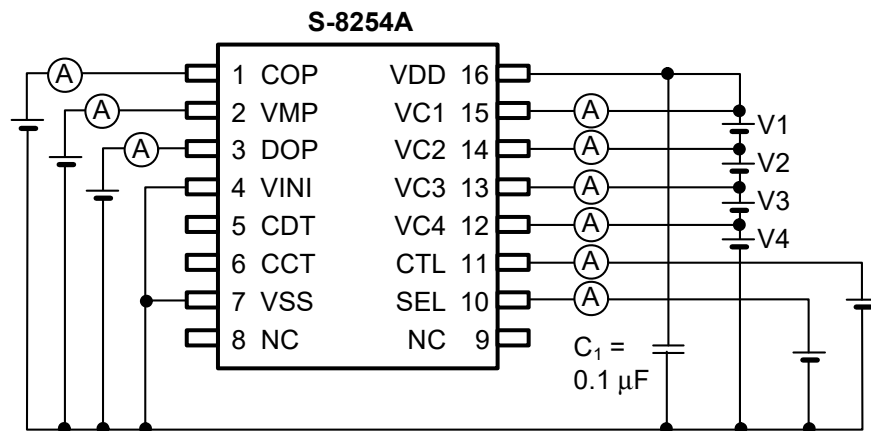 S-8254A
A 1 COP VDD 16
A 2 VMP VC1 15 A V1
A 3 DOP VC2 14 A V2
4 VINI VC3 13 A V3
5 CDT VC4 12 A V4
6 CCT CTL 11 A
7 VSS SEL 10 A
8 NC NC 9
C₁ =
0.1 μF